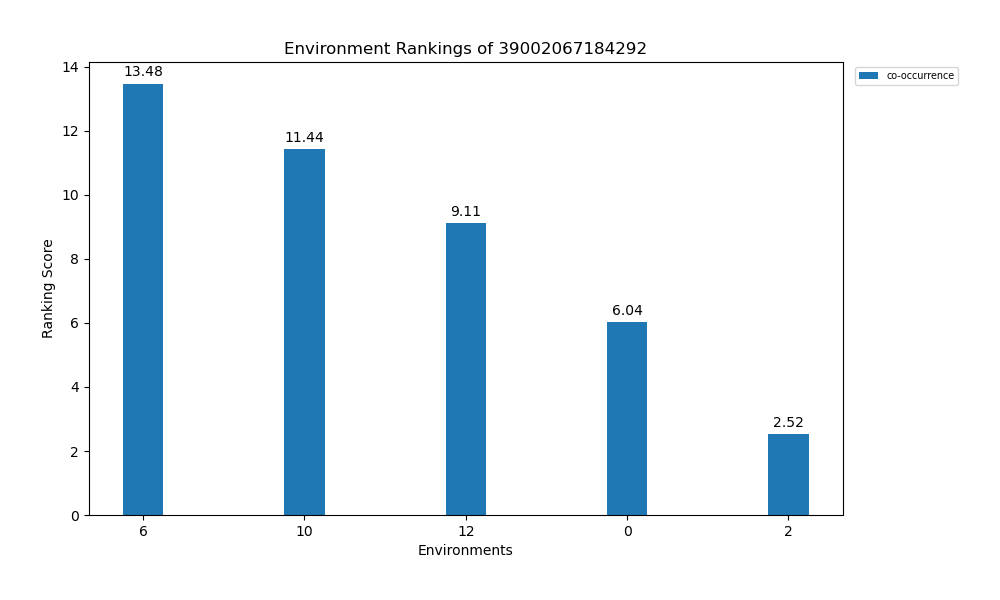 Environment Rankings of 39002067184292
co-occurrence
Ranking Score
14
12
10
8
6
4
2
0
13.48
11.44
9.11
6.04
2.52
6 10 12 0 2
Environments